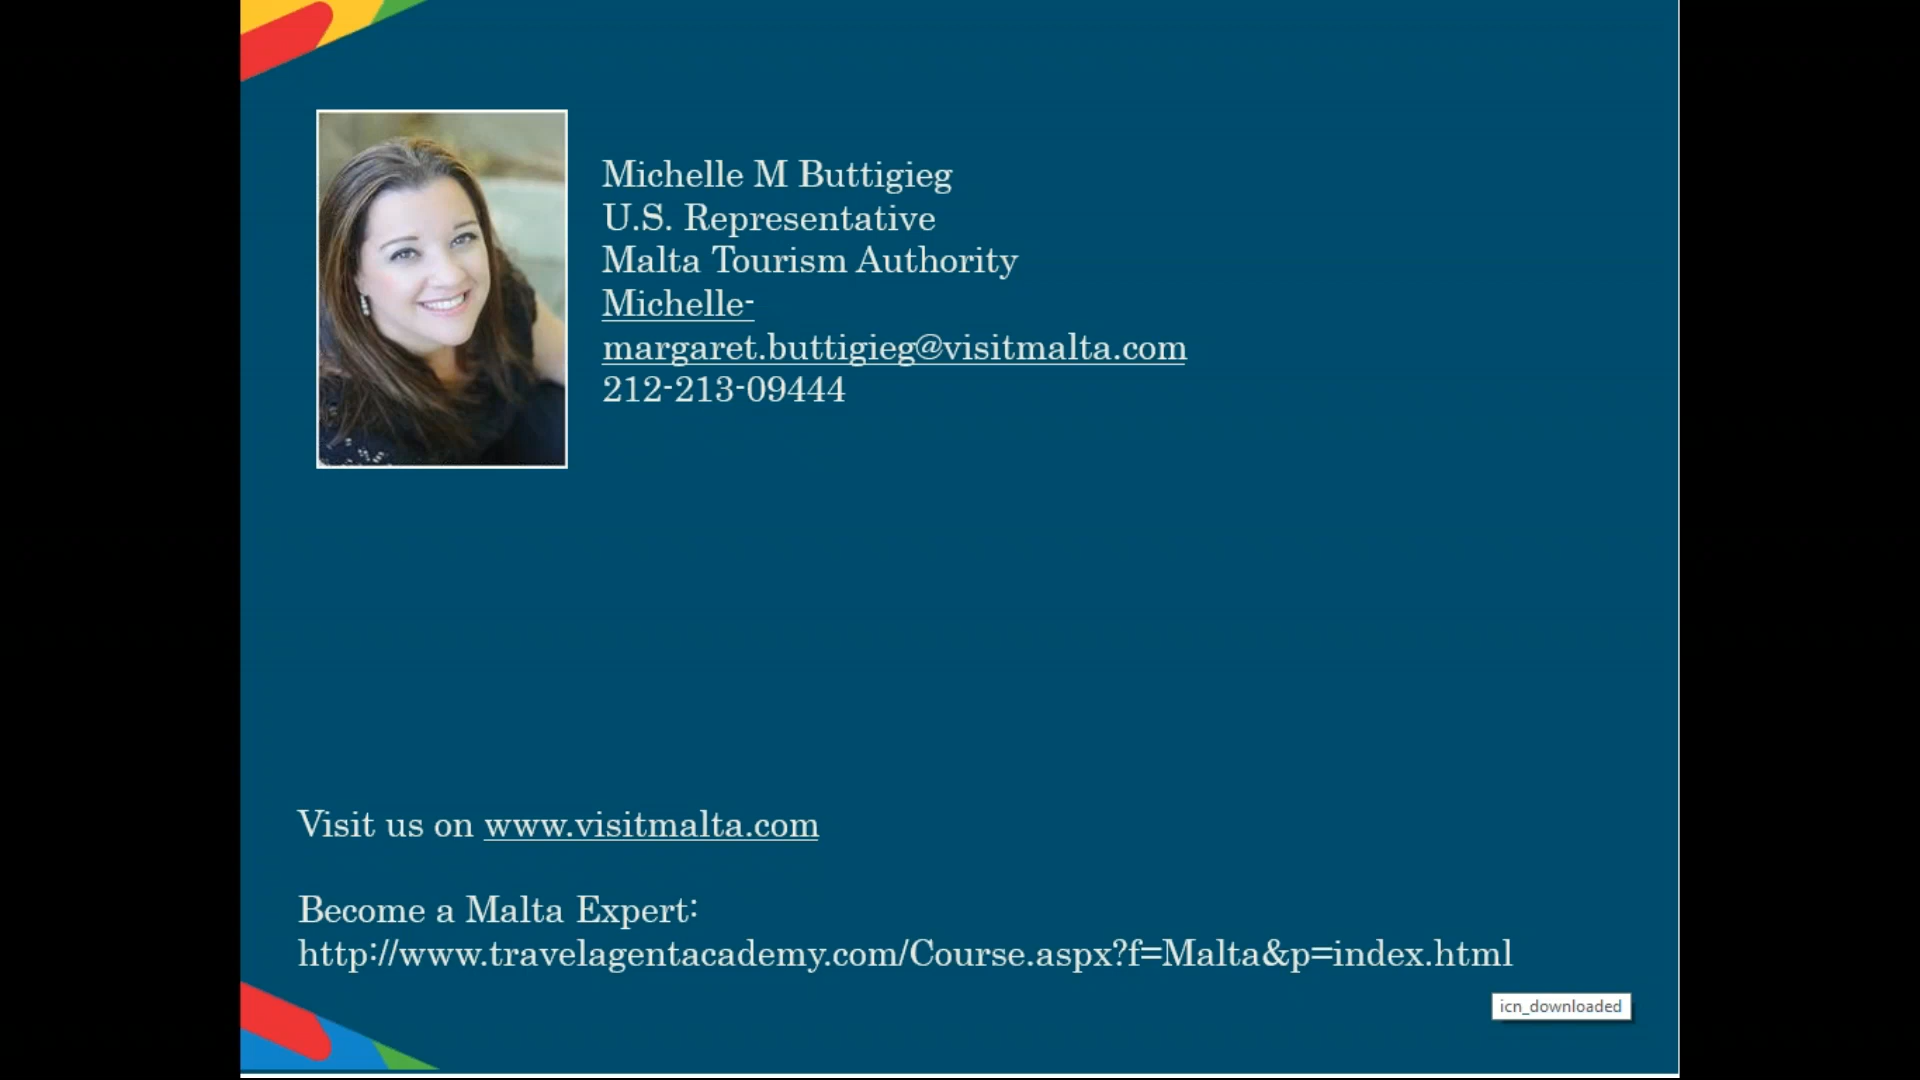 Michelle M Buttigieg
U.S. Representative
Malta Tourism Authority
Michelle-
margaret.buttigieg@visitmalta.com
212-213-09444
Visit us on www.visitmalta.com
Become a Malta Expert:
http://www.travelagentacademy.com/Course.aspx?f=Malta&p=index.html
icn_downloaded